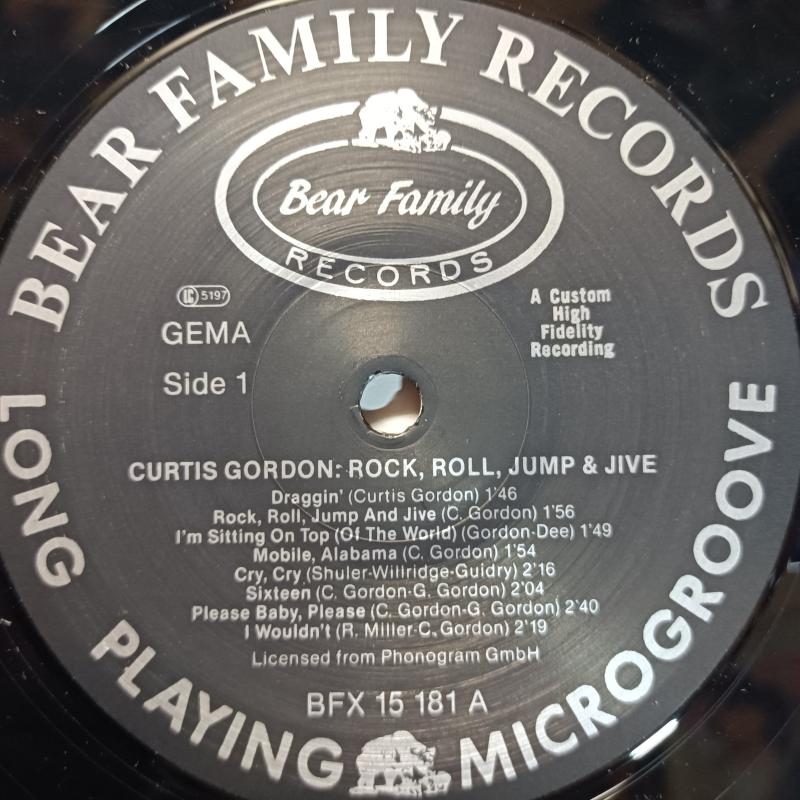 BEAR FAMILY RECORDS
Bear Family
RECORDS
LC 5197
GEMA
Side 1
A Custom
High
Fidelity
Recording
CURTIS GORDON: ROCK, ROLL, JUMP & JIVE
Draggin' (Curtis Gordon) 1'46
Rock, Roll, Jump And Jive (C. Gordon) 1'56
I'm Sitting On Top (Of The World) (Gordon-Dee) 1'49
Mobile, Alabama (C. Gordon) 1'54
Cry, Cry (Shuler-Willridge-Guidry) 2'16
Sixteen (C. Gordon-G. Gordon) 2'04
Please Baby, Please (C. Gordon-G. Gordon) 2'40
I Wouldn't (R. Miller-C. Gordon) 2'19
Licensed from Phonogram GmbH
BFX 15 181 A
LONG PLAYING MICROGROOVE